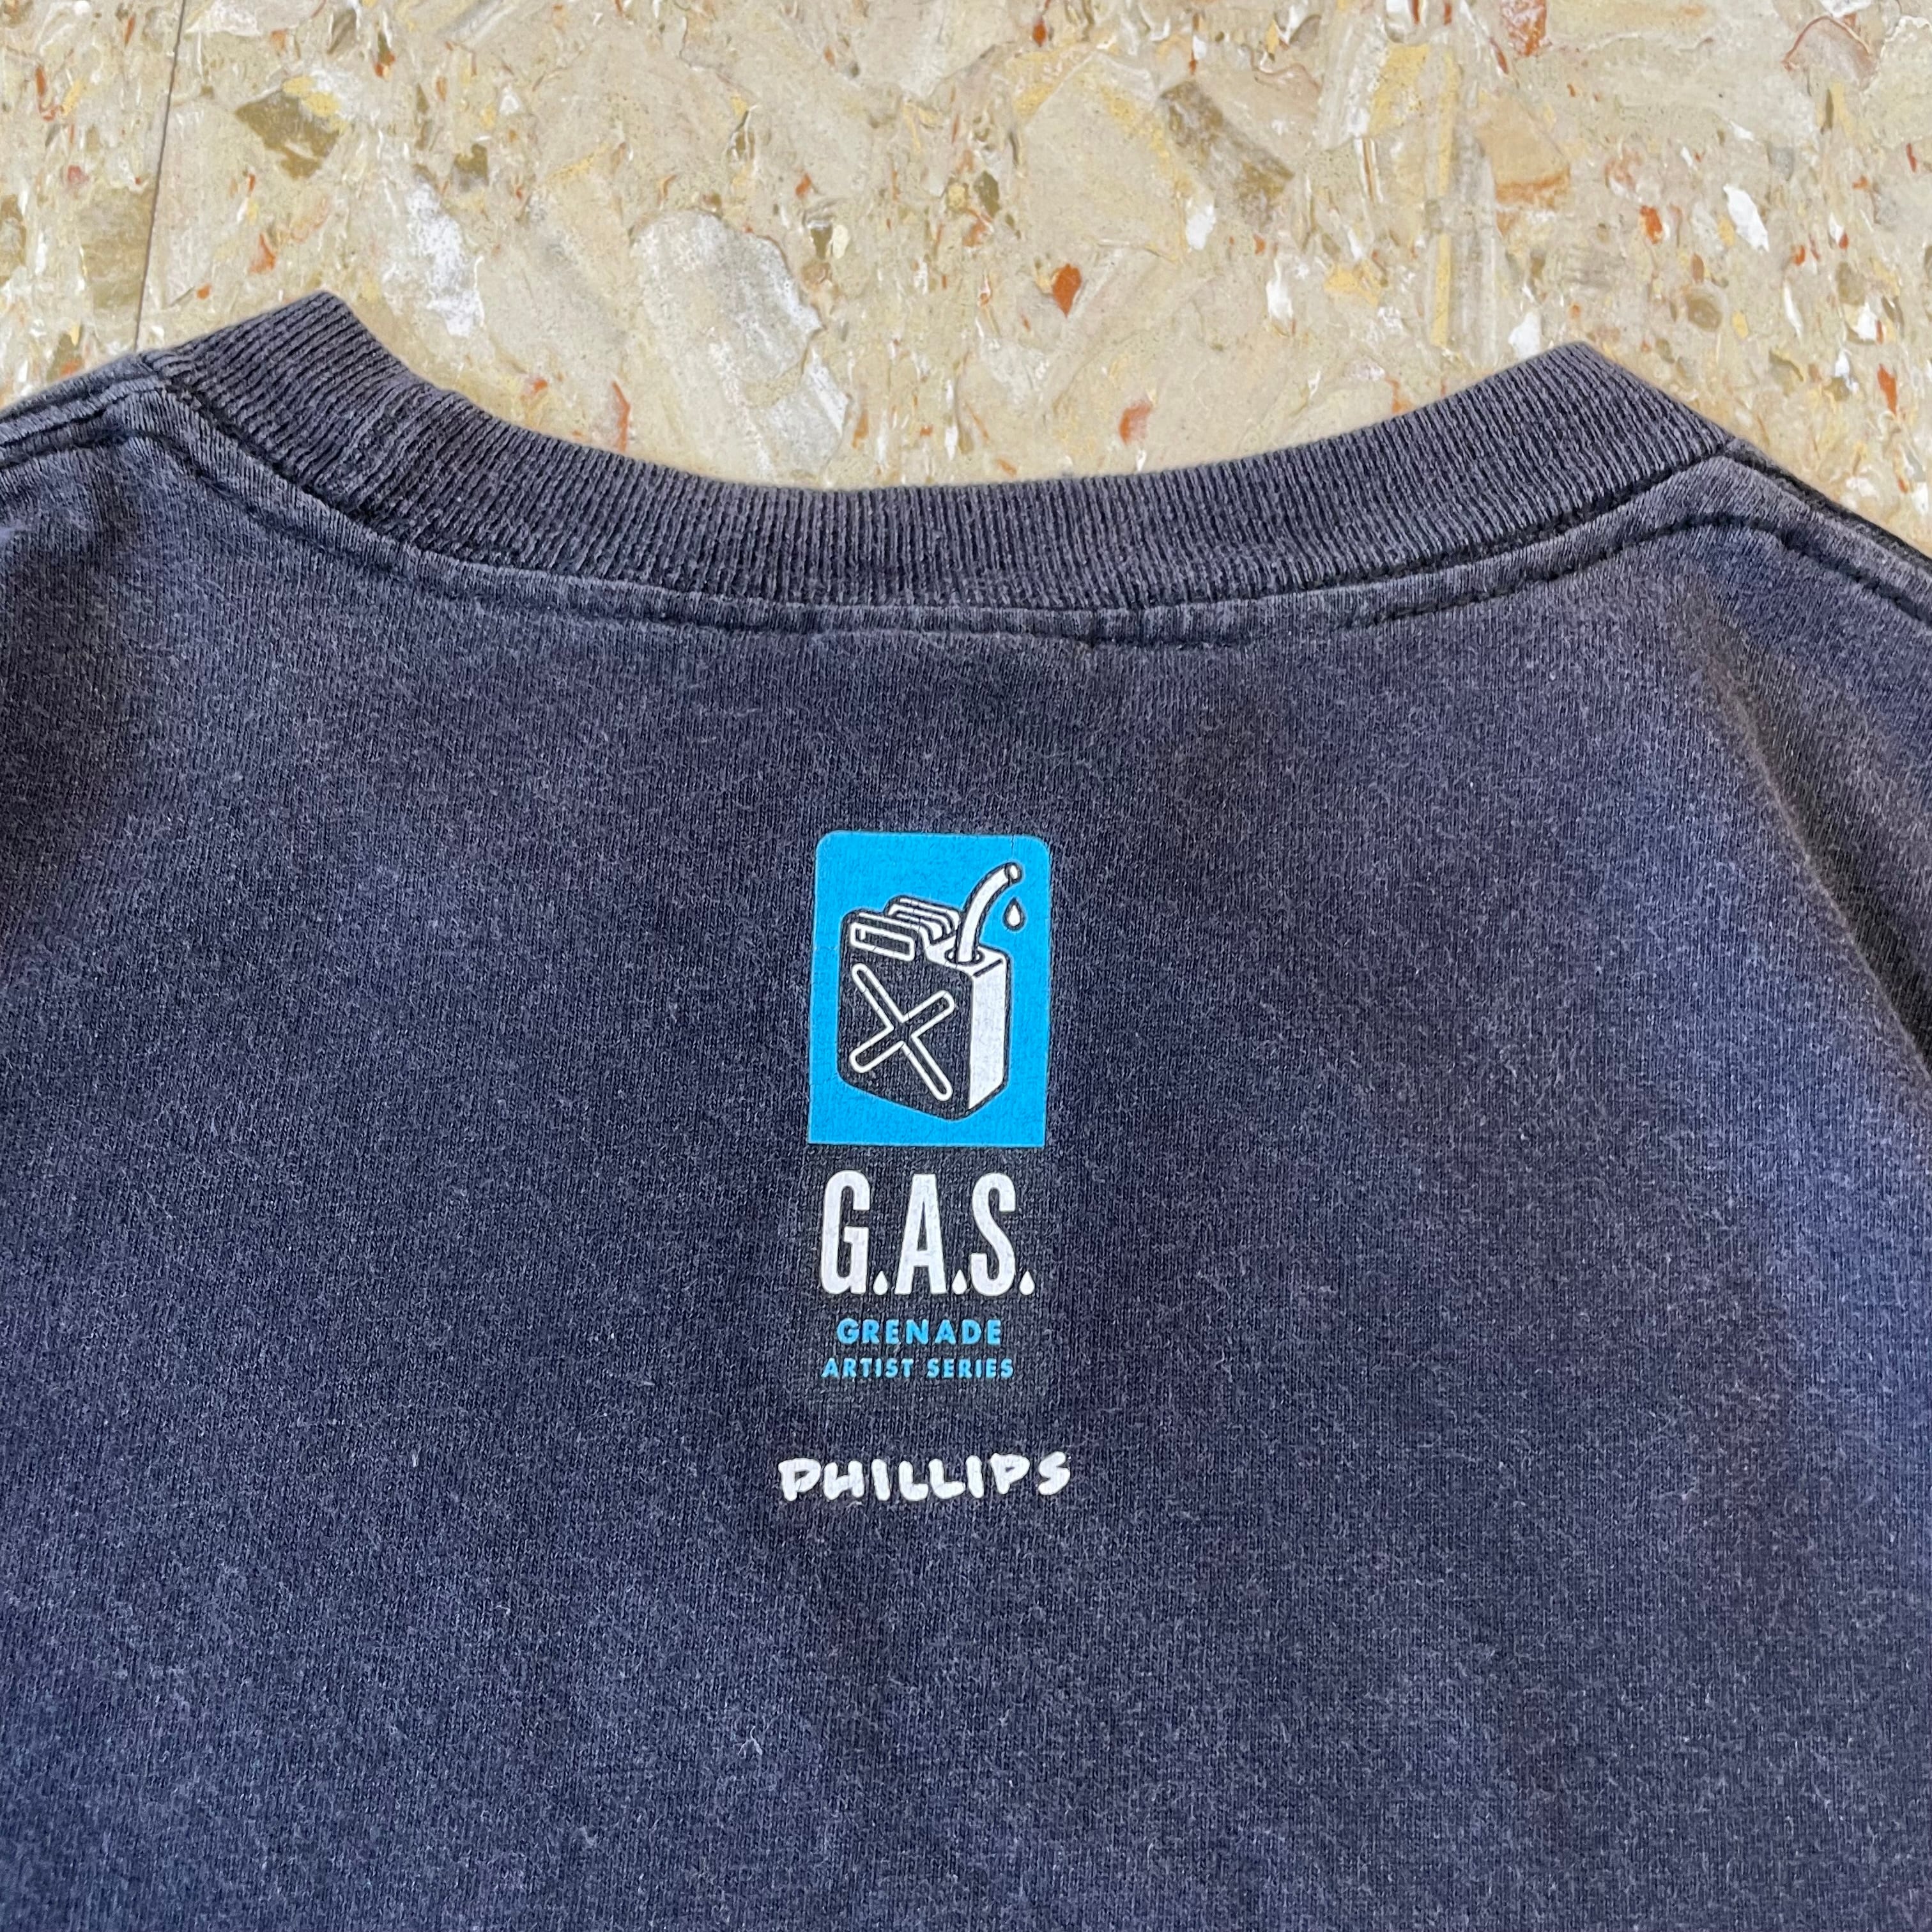 G.A.S.
GRENADE
ARTIST SERIES
PHILLIPS